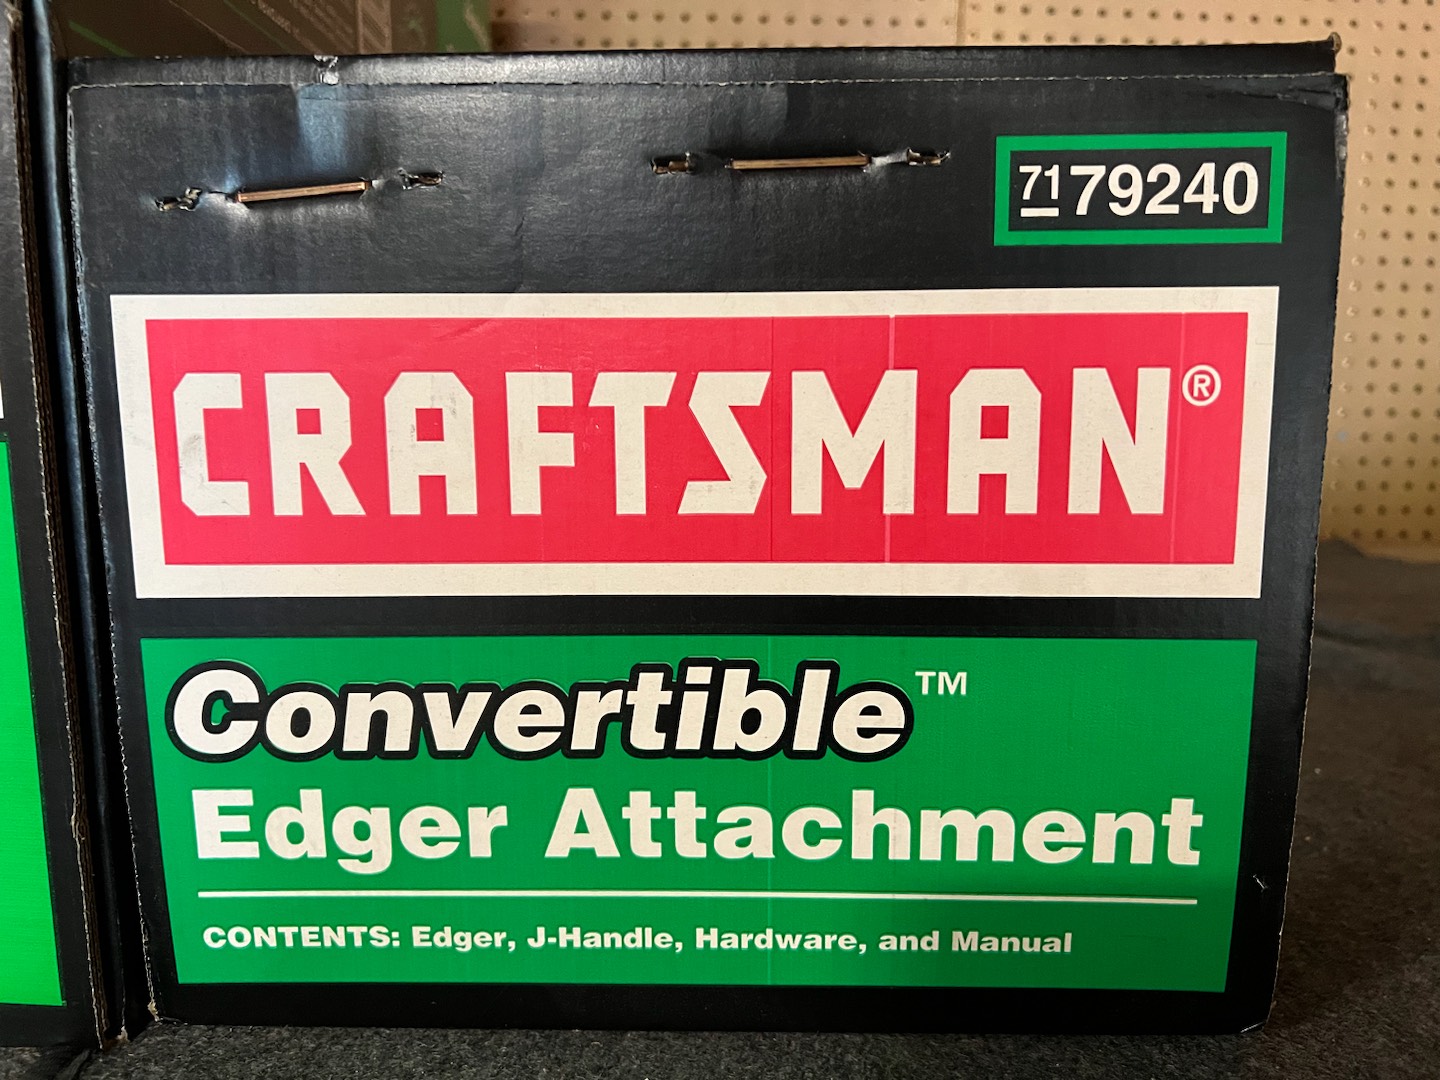 7179240
CRAFTSMAN®
Convertible™
Edger Attachment
CONTENTS: Edger, J-Handle, Hardware, and Manual